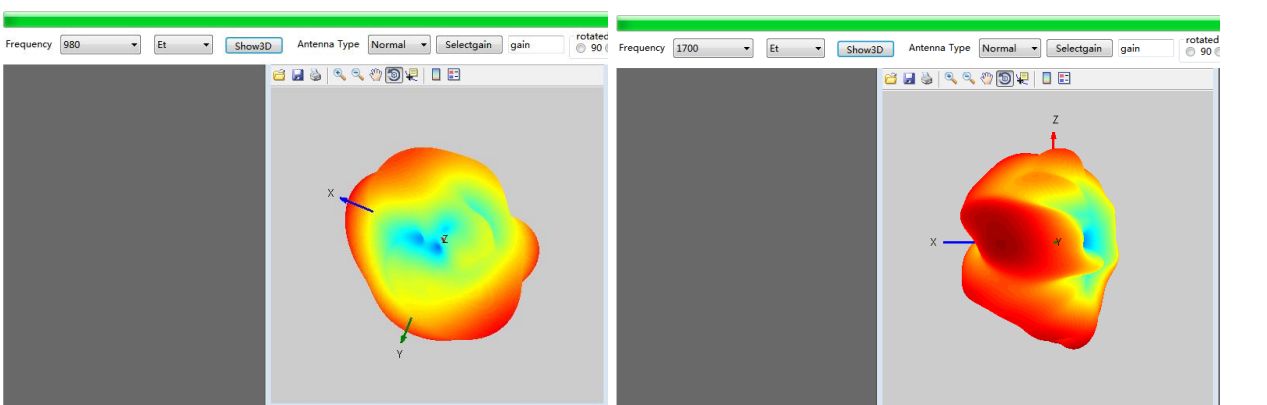 Frequency 980 Et Show3D Antenna Type Normal Selectgain gain rotated 90
X
Z
Y
Frequency 1700 Et Show3D Antenna Type Normal Selectgain gain rotated 90
Z
X
Y